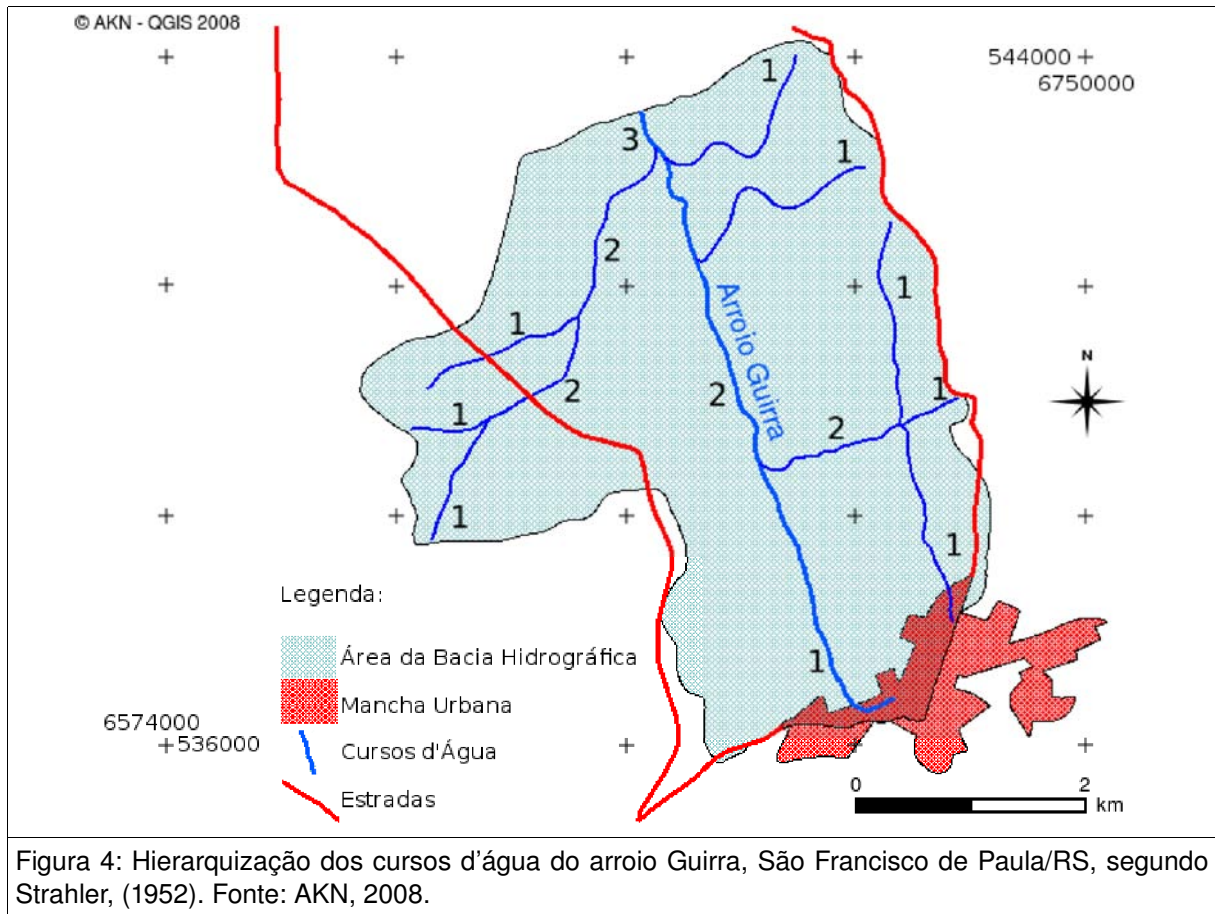 © AKN - QGIS 2008
544000
6750000
1
3
1
2
1
1
Arroio Guirra
N
2
1
2
2
1
1
1
1
Legenda:
Área da Bacia Hidrográfica
Mancha Urbana
Cursos d'Água
Estradas
6574000
536000
0 2
km
Figura 4: Hierarquização dos cursos d'água do arroio Guirra, São Francisco de Paula/RS, segundo
Strahler, (1952). Fonte: AKN, 2008.